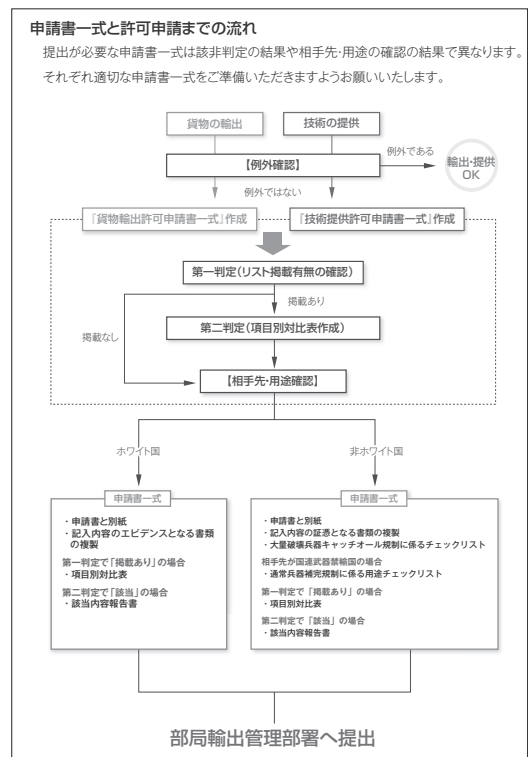 申請書一式と許可申請までの流れ
提出が必要な申請書一式は該非判定の結果や相手先・用途の確認の結果で異なります。
それぞれ適切な申請書一式をご準備いただきますようお願いいたします。
貨物の輸出
技術の提供
【例外確認】
例外である
輸出・提供
OK
例外ではない
『貨物輸出許可申請書一式』作成
『技術提供許可申請書一式』作成
第一判定(リスト掲載有無の確認)
掲載あり
掲載なし
第二判定(項目別対比表作成)
【相手先・用途確認】
ホワイト国
非ホワイト国
申請書一式
・申請書と別紙
・記入内容のエビデンスとなる書類
の複製
第一判定で「掲載あり」の場合
・項目別対比表
第二判定で「該当」の場合
・該当内容報告書
申請書一式
・申請書と別紙
・記入内容の証憑となる書類の複製
・大量破壊兵器キャッチオール規制に係るチェックリスト
相手先が国連武器禁輸国の場合
・通常兵器補完規制に係る用途チェックリスト
第一判定で「掲載あり」の場合
・項目別対比表
第二判定で「該当」の場合
・該当内容報告書
部局輸出管理部署へ提出